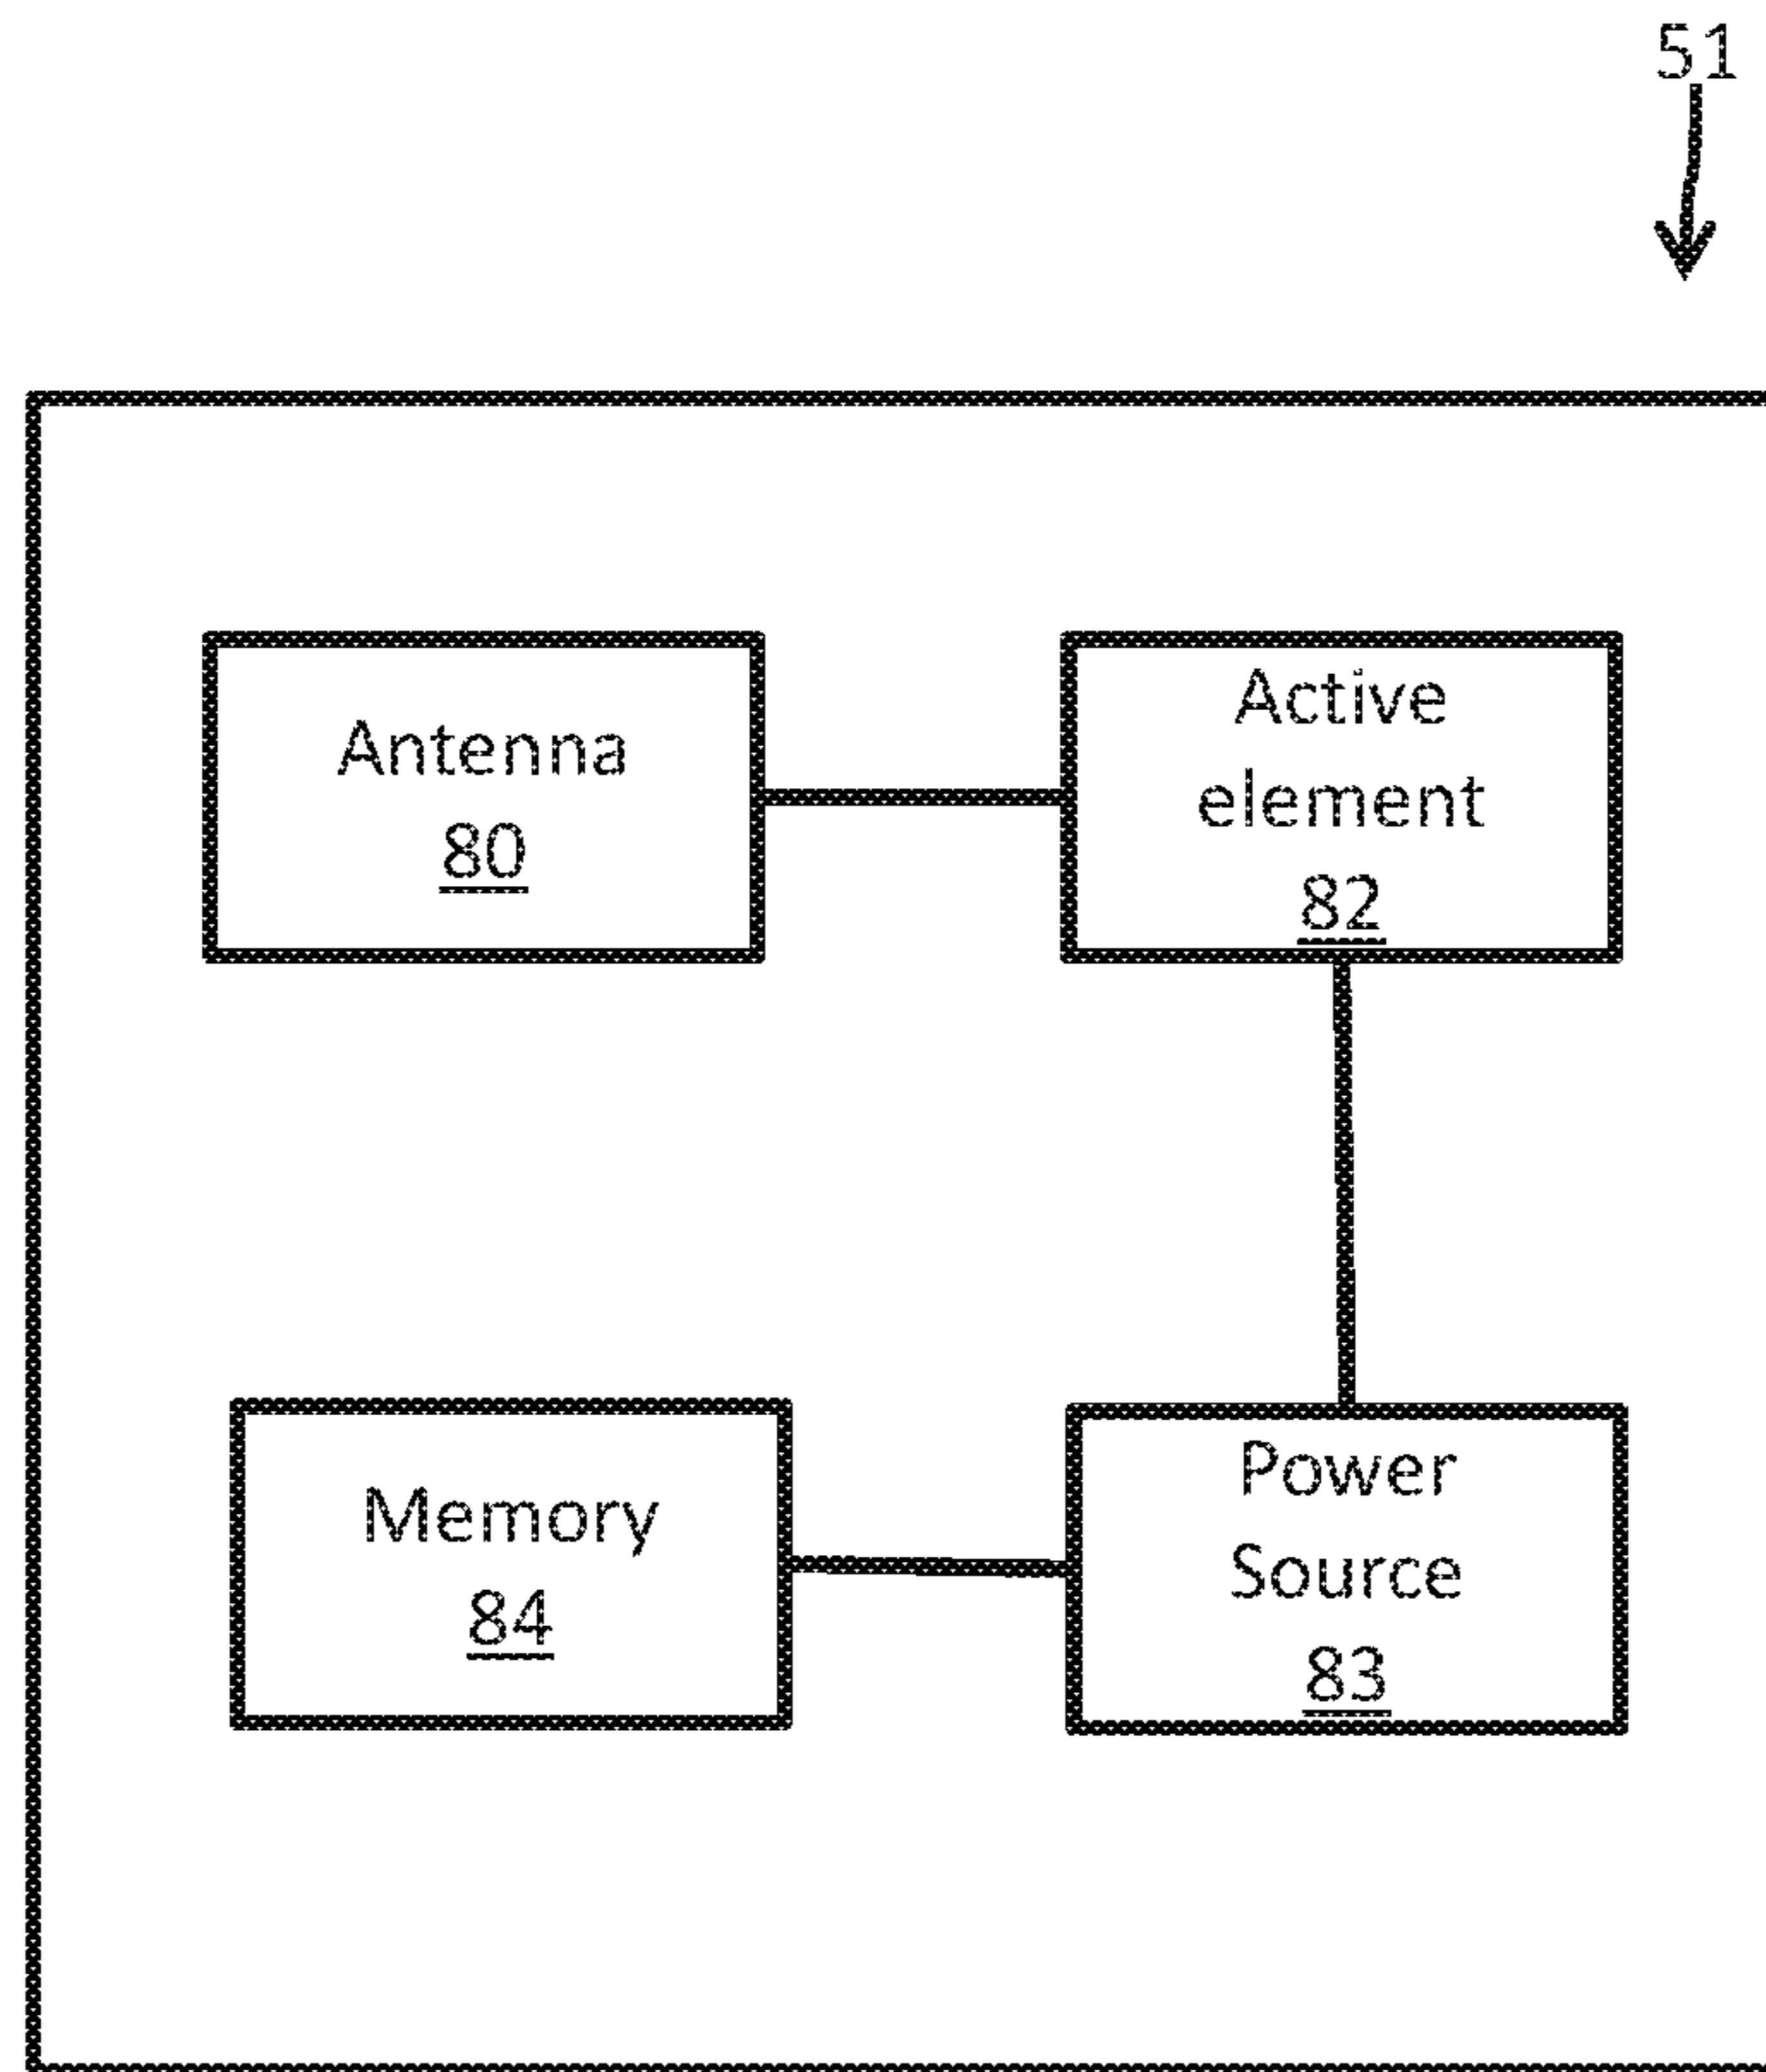 51
Antenna
80
Active
element
82
Memory
84
Power
Source
83